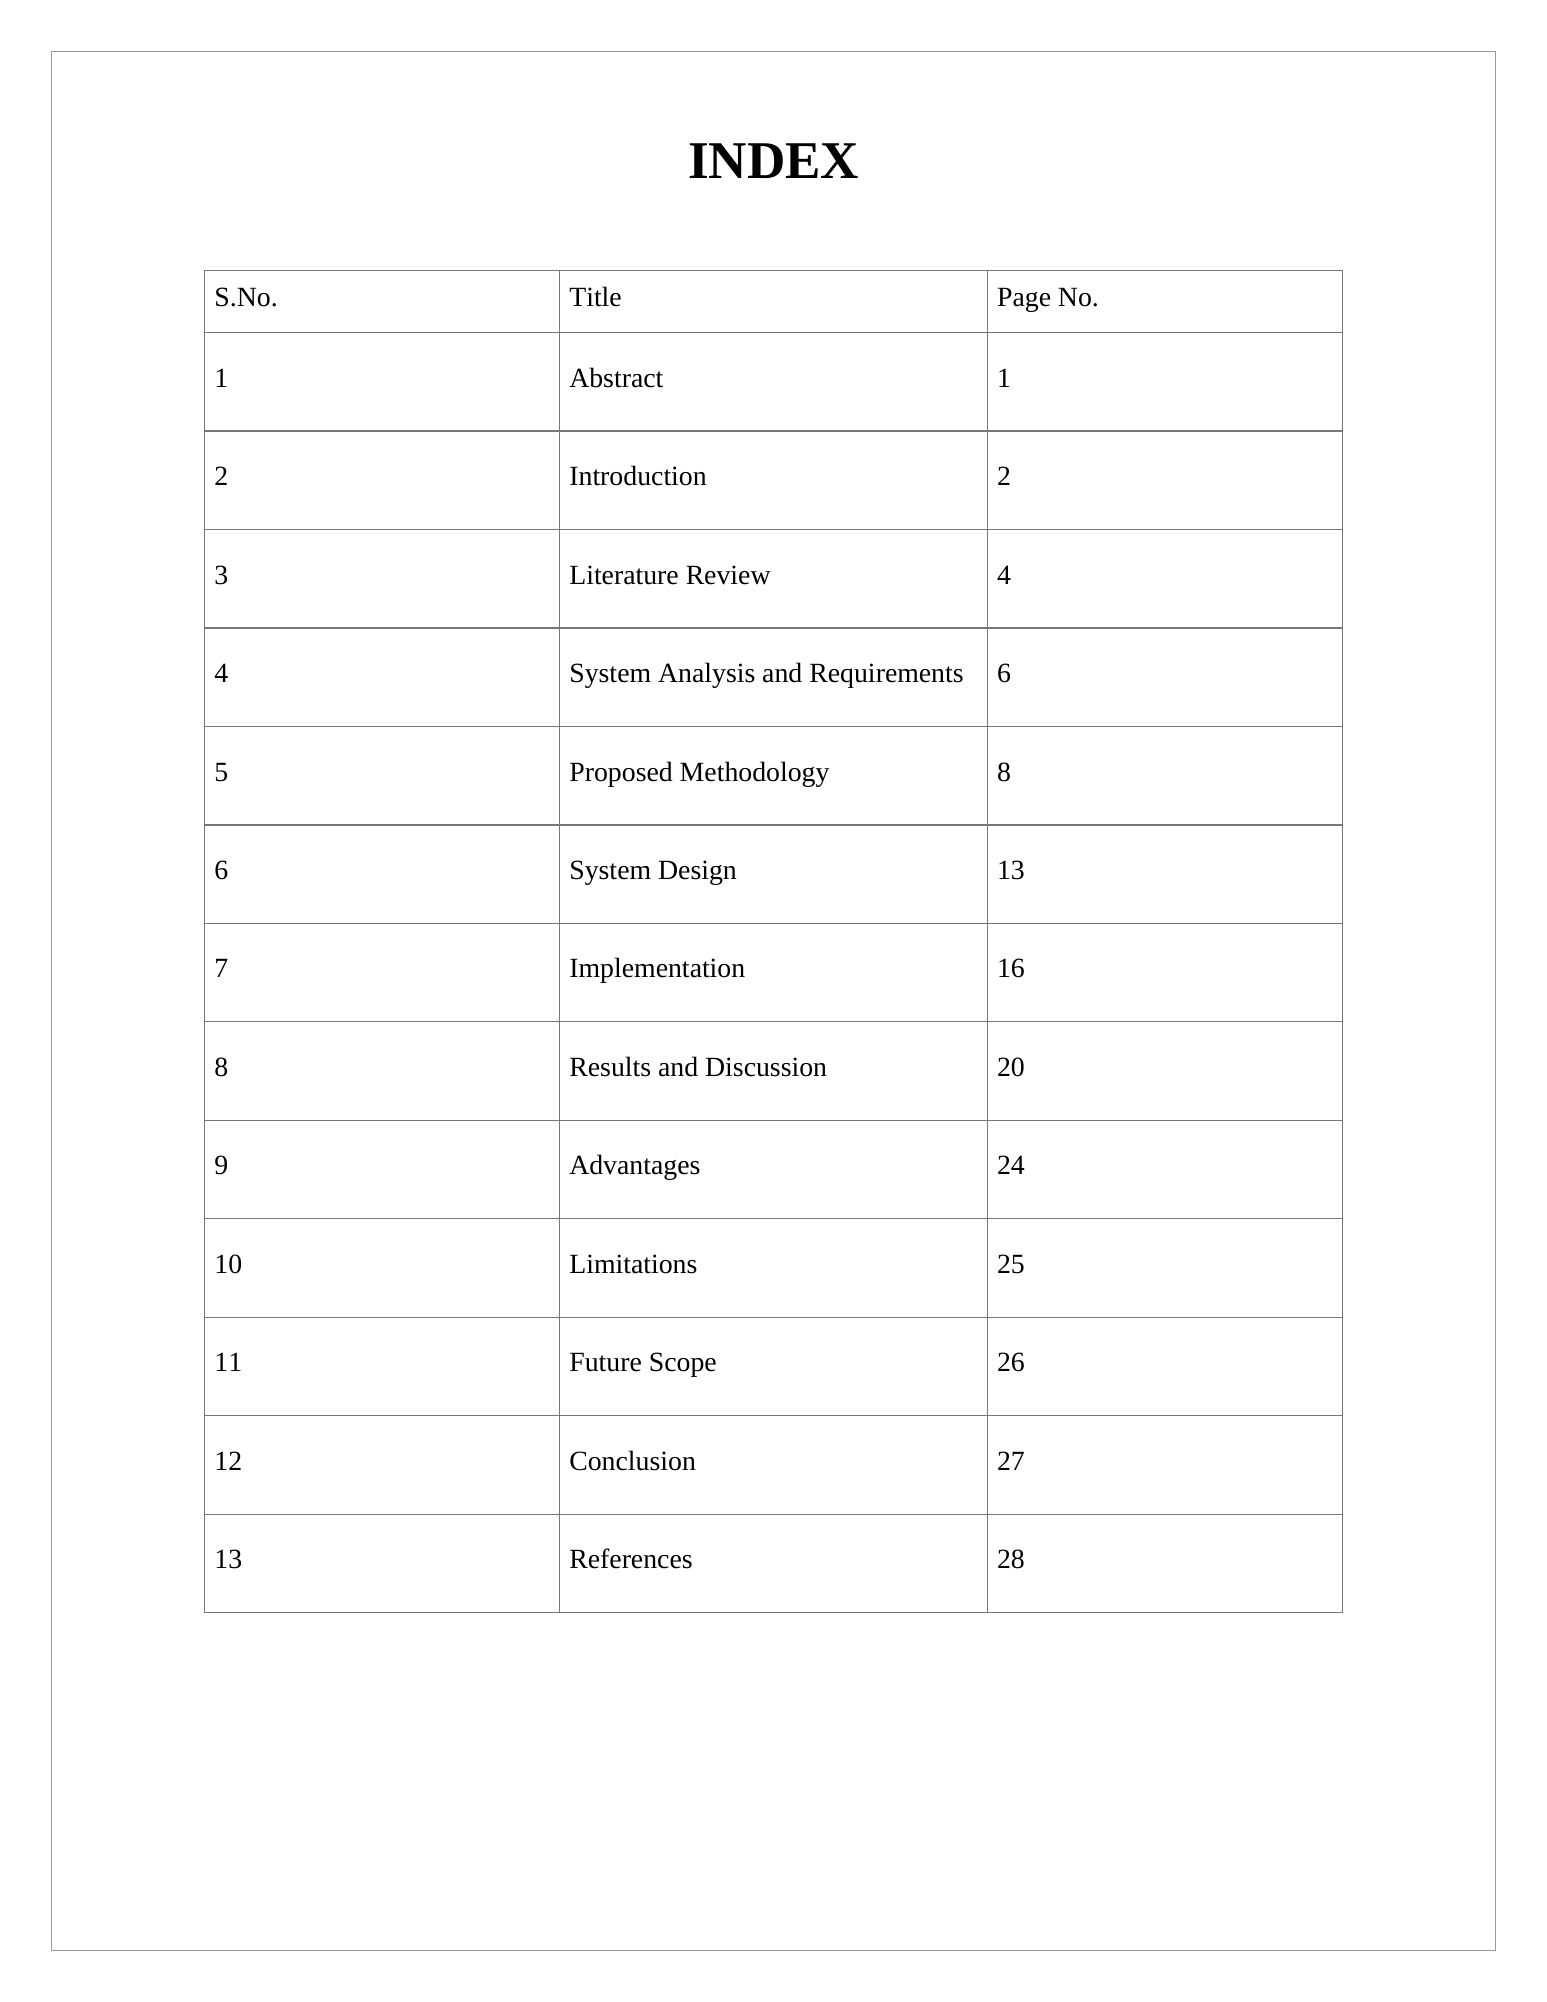 INDEX
S.No. Title Page No.
1 Abstract 1
2 Introduction 2
3 Literature Review 4
4 System Analysis and Requirements 6
5 Proposed Methodology 8
6 System Design 13
7 Implementation 16
8 Results and Discussion 20
9 Advantages 24
10 Limitations 25
11 Future Scope 26
12 Conclusion 27
13 References 28